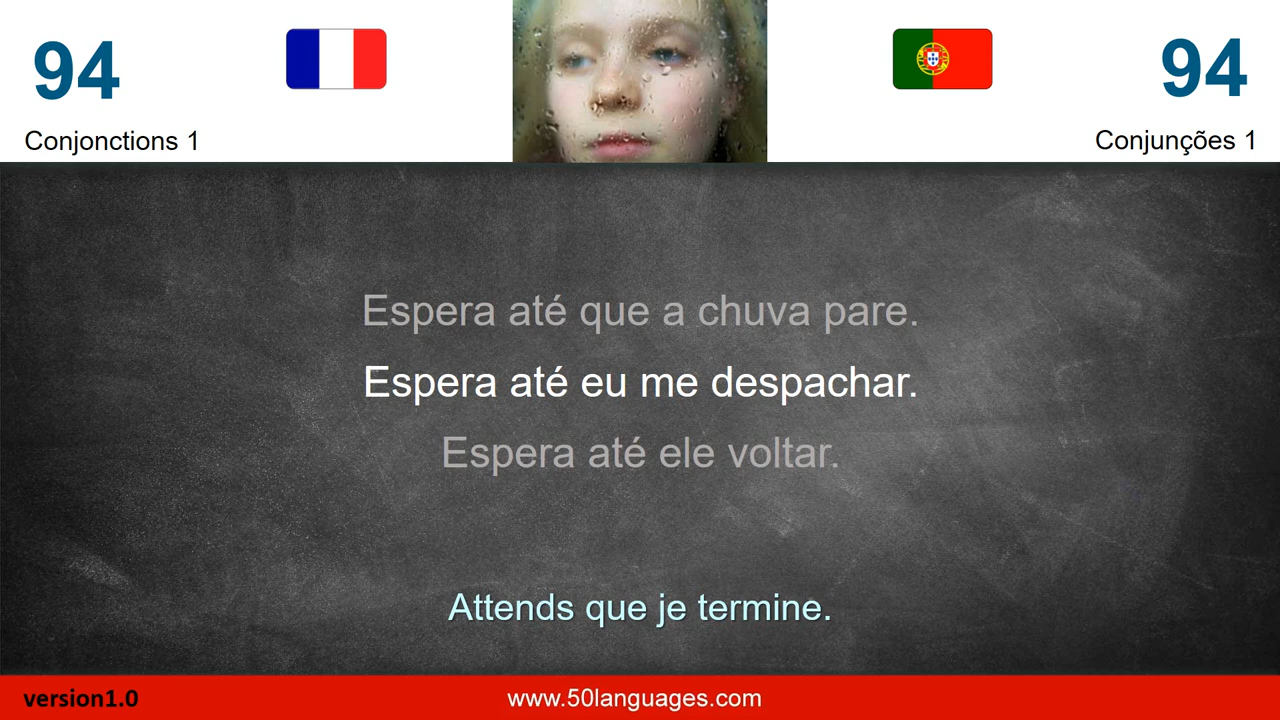 94
94
Conjonctions 1
Conjunções 1
Espera até que a chuva pare.
Espera até eu me despachar.
Espera até ele voltar.
Attends que je termine.
version1.0
www.50languages.com